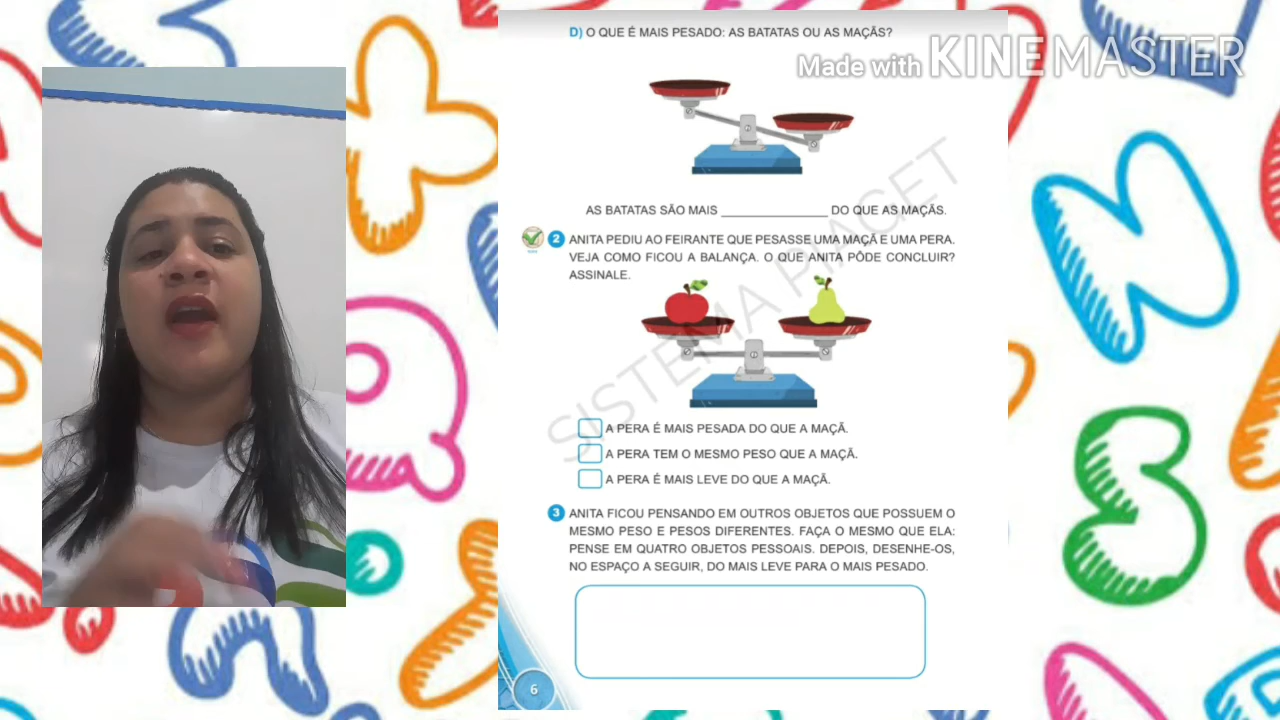 D) O QUE É MAIS PESADO: AS BATATAS OU AS MAÇÃS?
Made with KINEMASTER
AS BATATAS SÃO MAIS ________________ DO QUE AS MAÇÃS.
2 ANITA PEDIU AO FEIRANTE QUE PESASSE UMA MAÇÃ E UMA PERA.
VEJA COMO FICOU A BALANÇA. O QUE ANITA PÔDE CONCLUIR?
ASSINALE.
SISTEMA PIAGET
A PERA É MAIS PESADA DO QUE A MAÇÃ.
A PERA TEM O MESMO PESO QUE A MAÇÃ.
A PERA É MAIS LEVE DO QUE A MAÇÃ.
3 ANITA FICOU PENSANDO EM OUTROS OBJETOS QUE POSSUEM O
MESMO PESO E PESOS DIFERENTES. FAÇA O MESMO QUE ELA:
PENSE EM QUATRO OBJETOS PESSOAIS. DEPOIS, DESENHE-OS,
NO ESPAÇO A SEGUIR, DO MAIS LEVE PARA O MAIS PESADO.
6